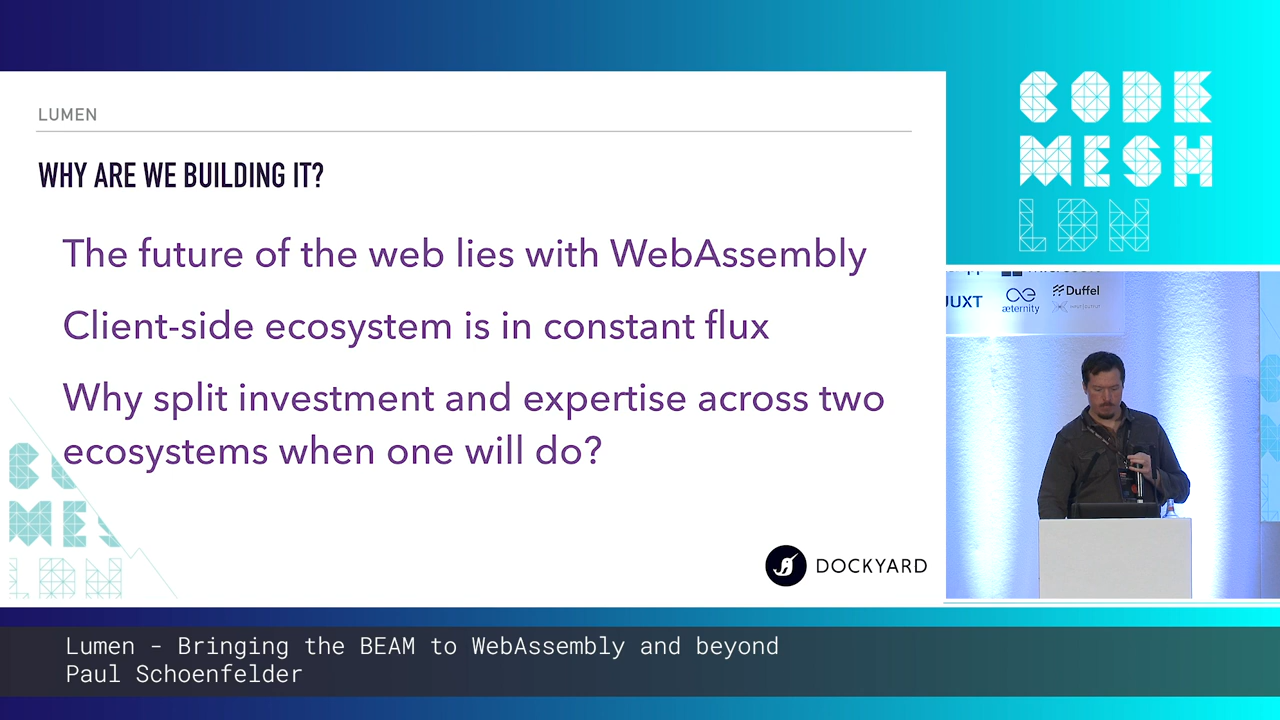 LUMEN
WHY ARE WE BUILDING IT?
The future of the web lies with WebAssembly
Client-side ecosystem is in constant flux
Why split investment and expertise across two
ecosystems when one will do?
DOCKYARD
CODE
MESH
LDN
JUXT
æternity
Duffel
MES
LDN
Lumen - Bringing the BEAM to WebAssembly and beyond
Paul Schoenfelder